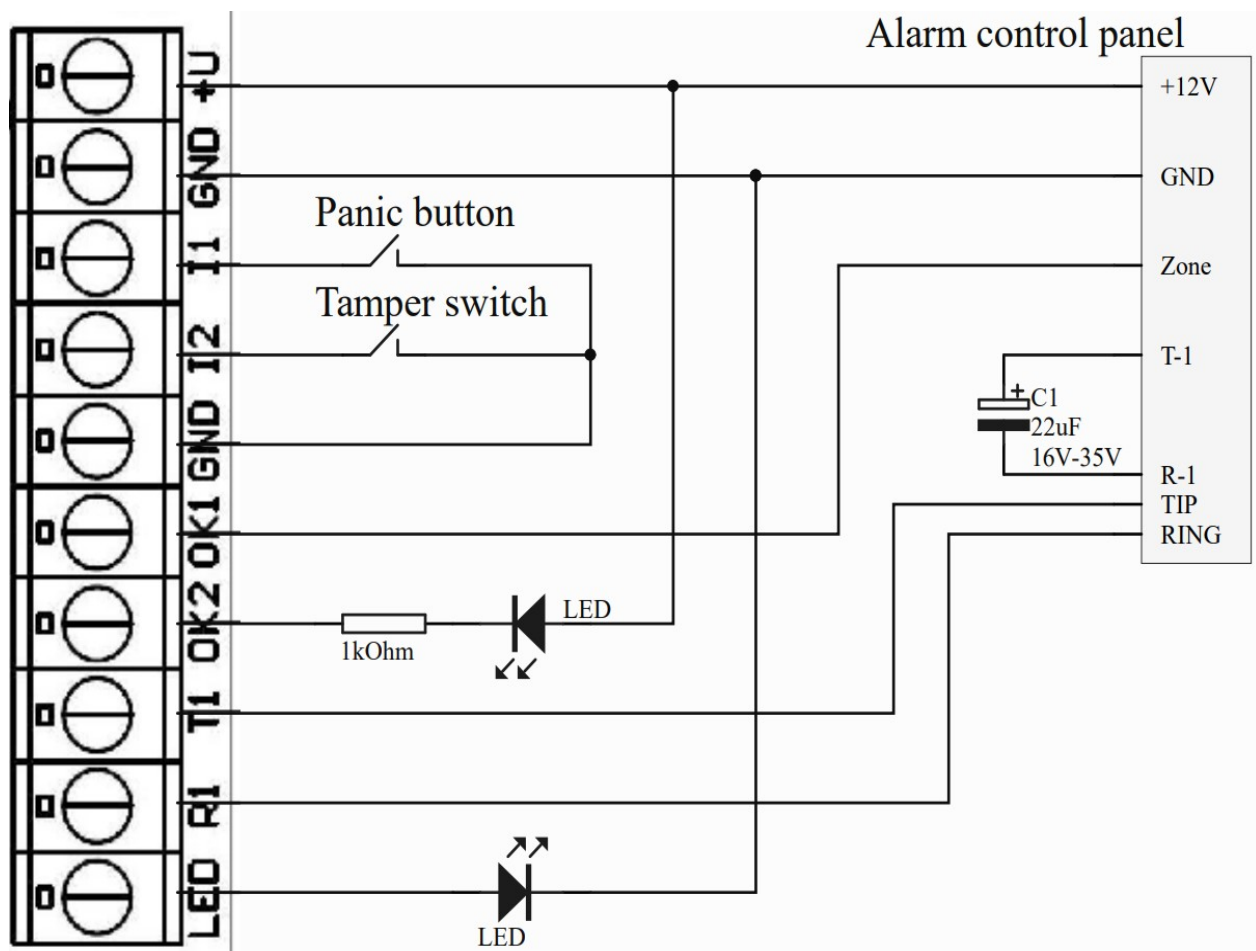 Alarm control panel
+U
+12V
GND
GND
Panic button
I1
Zone
Tamper switch
I2
T-1
+
C1
22uF
16V-35V
GND
R-1
TIP
OK1
RING
OK2
LED
1kOhm
T1
R1
LED
LED